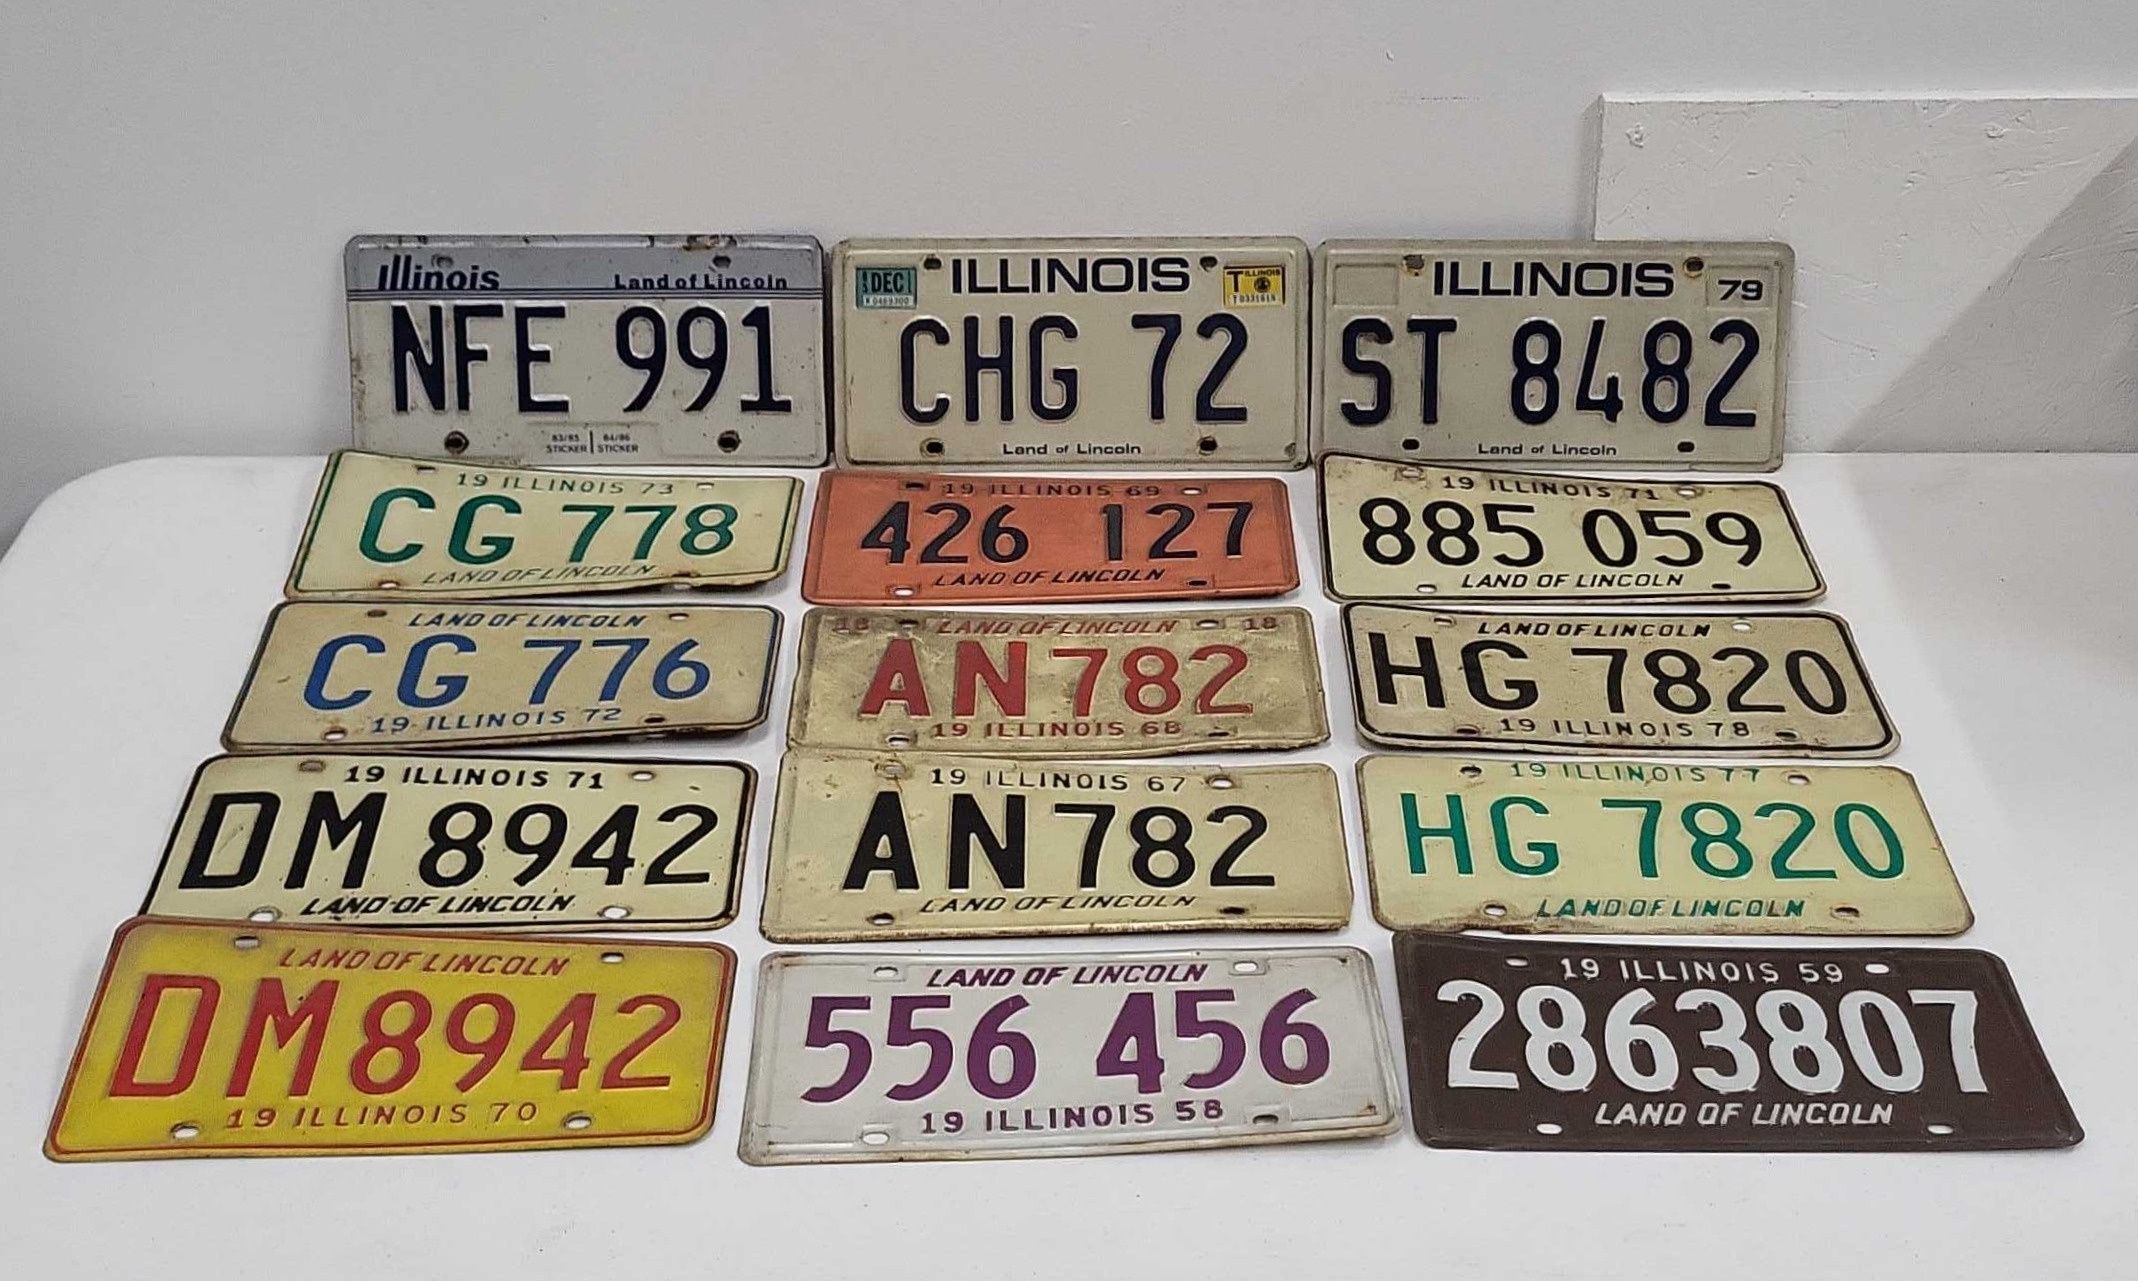 Illinois Land of Lincoln
NFE 991
83/85 84/86
STICKER STICKER
DEC ILLINOIS T ILLINOIS
CHG 72
Land of Lincoln
ILLINOIS 79
ST 8482
Land of Lincoln
19 ILLINOIS 73
CG 778
LAND OF LINCOLN
19 ILLINOIS 69
426 127
LAND OF LINCOLN
19 ILLINOIS 71
885 059
LAND OF LINCOLN
LAND OF LINCOLN
CG 776
19 ILLINOIS 72
18 LAND OF LINCOLN 18
AN 782
19 ILLINOIS 68
LAND OF LINCOLN
HG 7820
19 ILLINOIS 78
19 ILLINOIS 71
DM 8942
LAND OF LINCOLN
19 ILLINOIS 67
AN 782
LAND OF LINCOLN
19 ILLINOIS 77
HG 7820
LAND OF LINCOLN
LAND OF LINCOLN
DM 8942
19 ILLINOIS 70
LAND OF LINCOLN
556 456
19 ILLINOIS 58
19 ILLINOIS 59
2863807
LAND OF LINCOLN